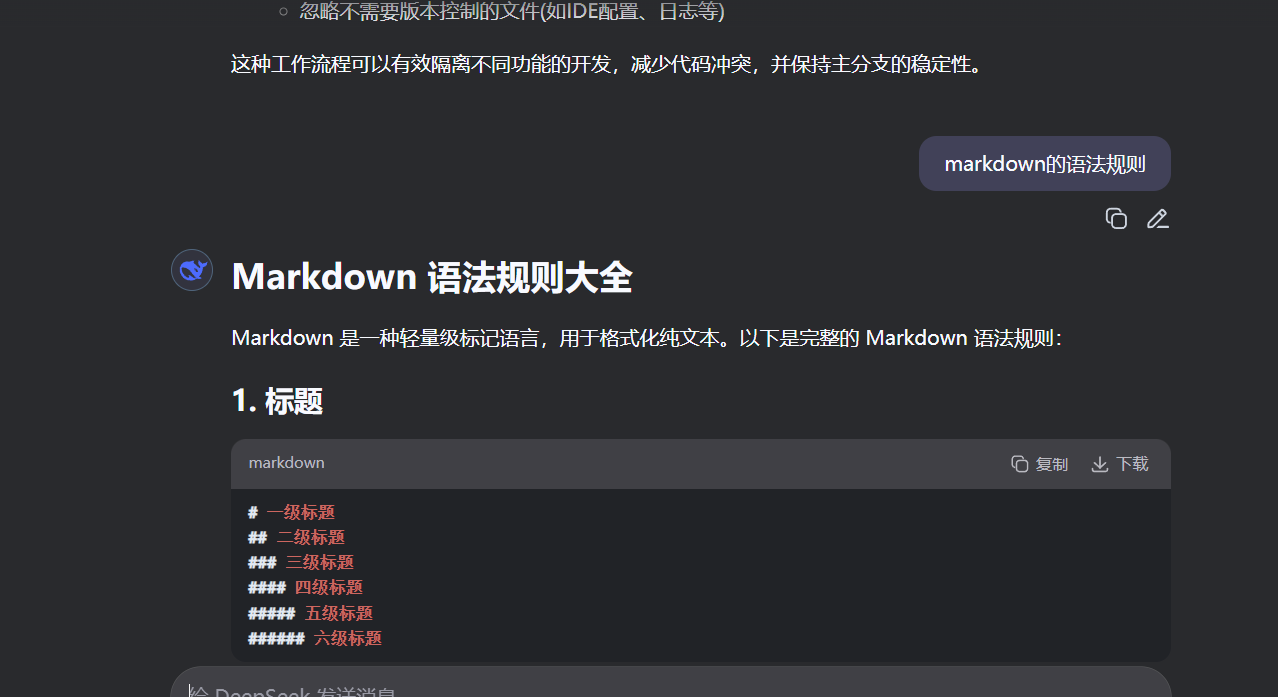 忽略不需要版本控制的文件(如IDE配置、日志等)
这种工作流程可以有效隔离不同功能的开发，减少代码冲突，并保持主分支的稳定性。
markdown的语法规则
Markdown 语法规则大全
Markdown 是一种轻量级标记语言，用于格式化纯文本。以下是完整的 Markdown 语法规则：
1. 标题
markdown 复制 下载
# 一级标题
## 二级标题
### 三级标题
#### 四级标题
##### 五级标题
###### 六级标题
给 DeepSeek 发送消息